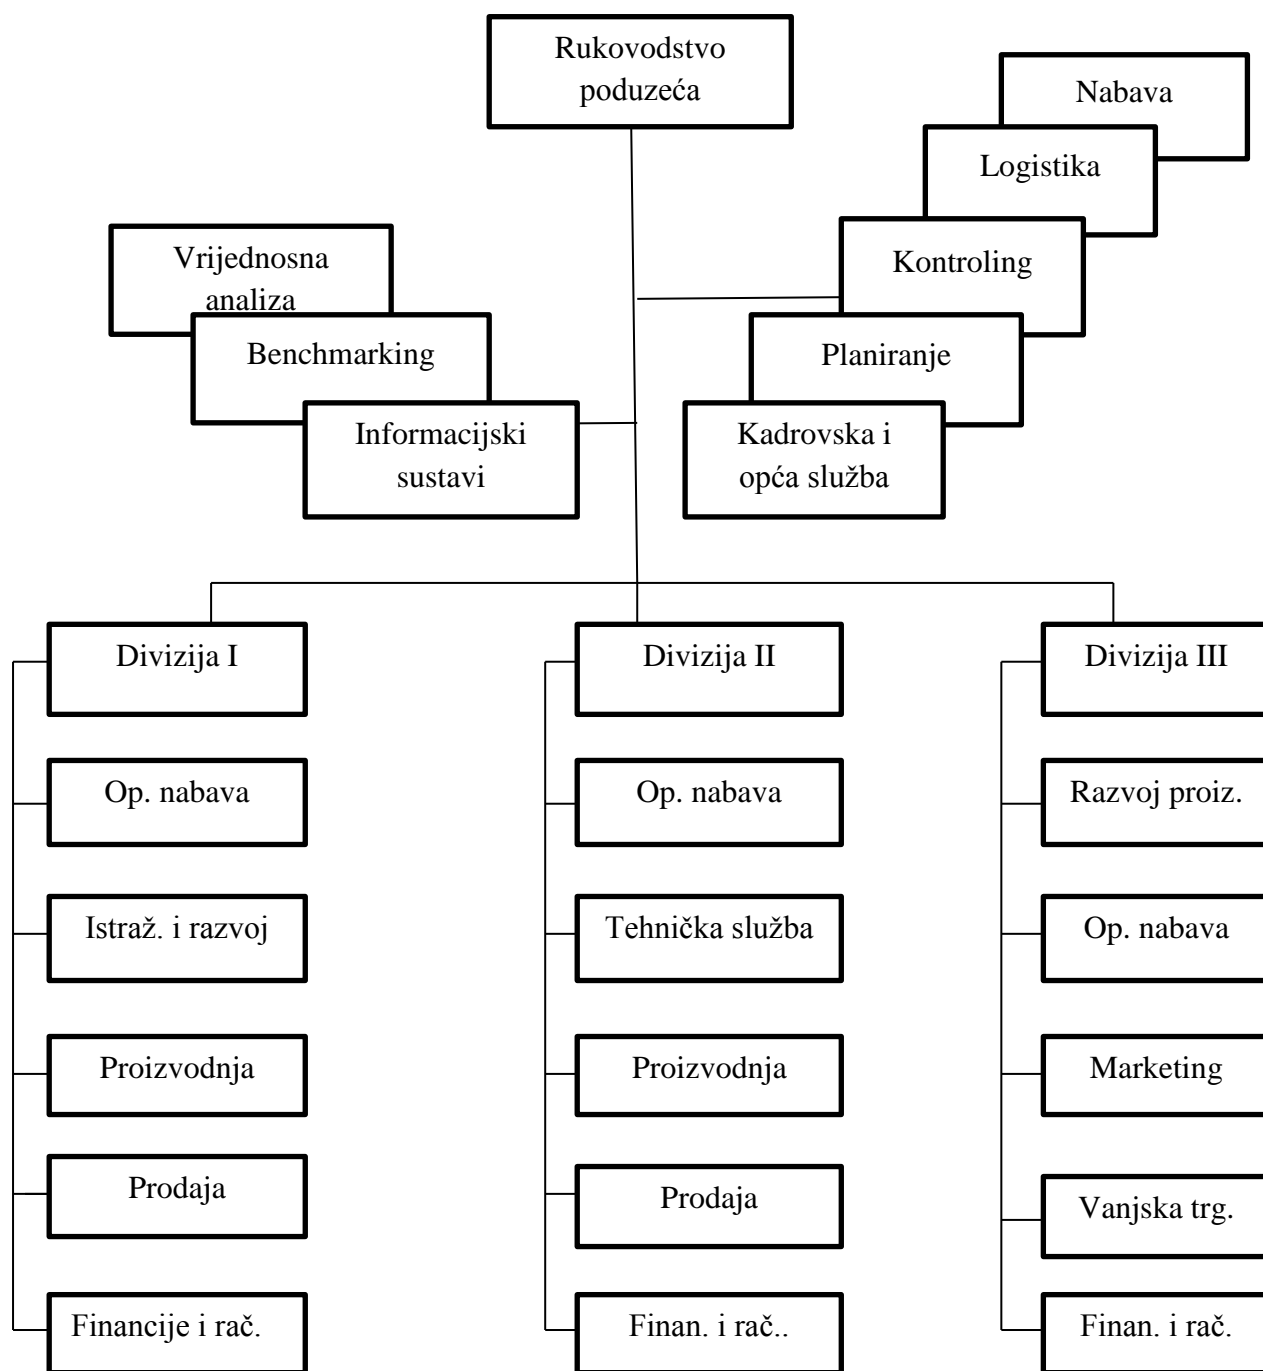 Rukovodstvo
poduzeća
Nabava
Logistika
Kontroling
Planiranje
Kadrovska i
opća služba
Vrijednosna
analiza
Benchmarking
Informacijski
sustavi
Divizija I
Op. nabava
Istraž. i razvoj
Proizvodnja
Prodaja
Financije i rač.
Divizija II
Op. nabava
Tehnička služba
Proizvodnja
Prodaja
Finan. i rač..
Divizija III
Razvoj proiz.
Op. nabava
Marketing
Vanjska trg.
Finan. i rač.